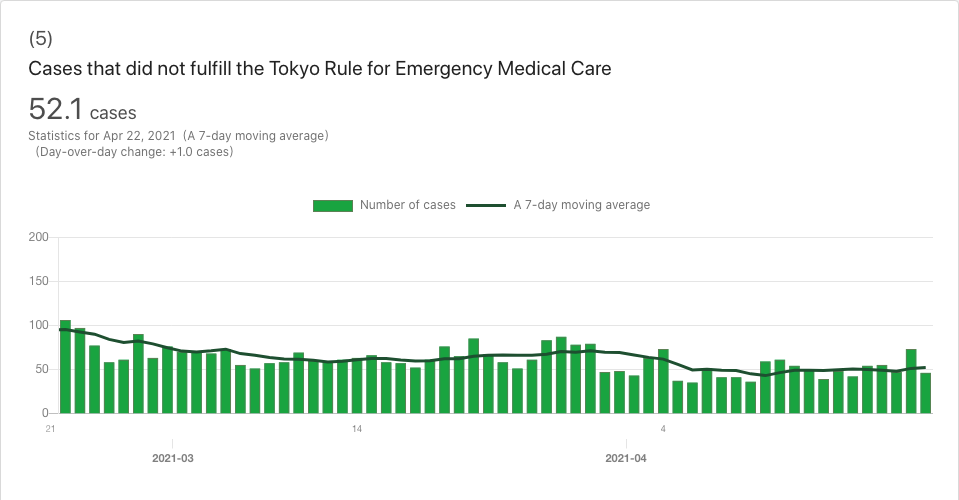 (5)
Cases that did not fulfill the Tokyo Rule for Emergency Medical Care
52.1 cases
Statistics for Apr 22, 2021 (A 7-day moving average)
(Day-over-day change: +1.0 cases)
Number of cases A 7-day moving average
200
150
100
50
0
21 14 4
2021-03 2021-04